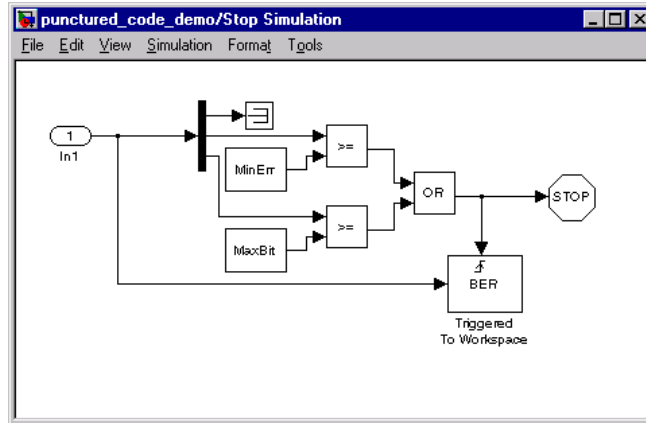 punctured_code_demo/Stop Simulation
File Edit View Simulation Format Tools
1
In1
MinErr
>=
MaxBit
>=
OR
STOP
BER
Triggered
To Workspace